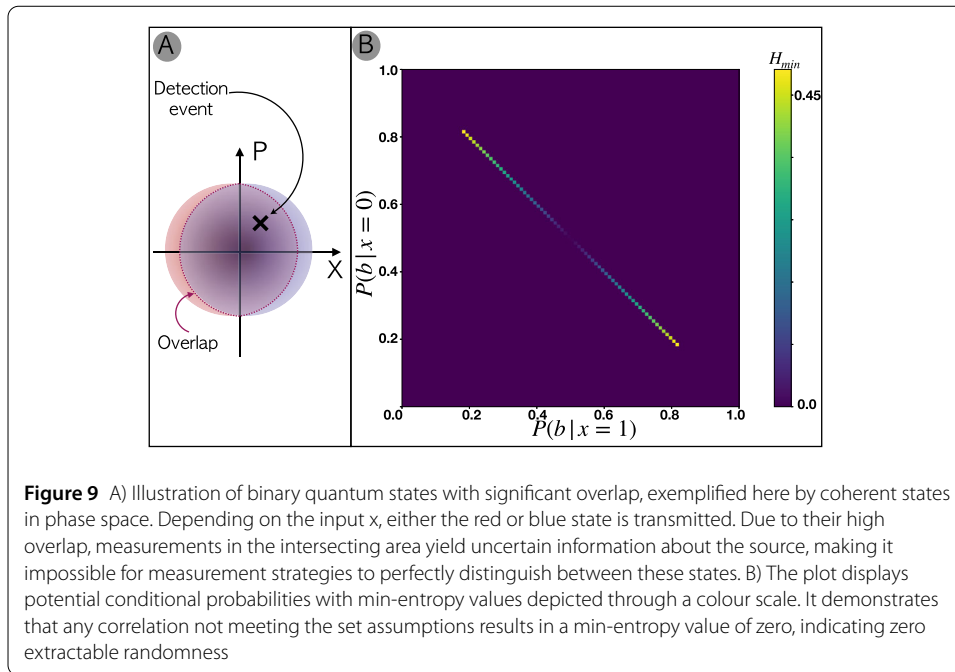 A
Detection
event
P
X
Overlap
B
H_min
1.0
0.8
0.6
0.4
0.2
0.0
0.2
0.4
0.6
0.8
1.0
P(b|x = 0)
P(b|x = 1)
0.45
0.0
Figure 9 A) Illustration of binary quantum states with significant overlap, exemplified here by coherent states
in phase space. Depending on the input x, either the red or blue state is transmitted. Due to their high
overlap, measurements in the intersecting area yield uncertain information about the source, making it
impossible for measurement strategies to perfectly distinguish between these states. B) The plot displays
potential conditional probabilities with min-entropy values depicted through a colour scale. It demonstrates
that any correlation not meeting the set assumptions results in a min-entropy value of zero, indicating zero
extractable randomness